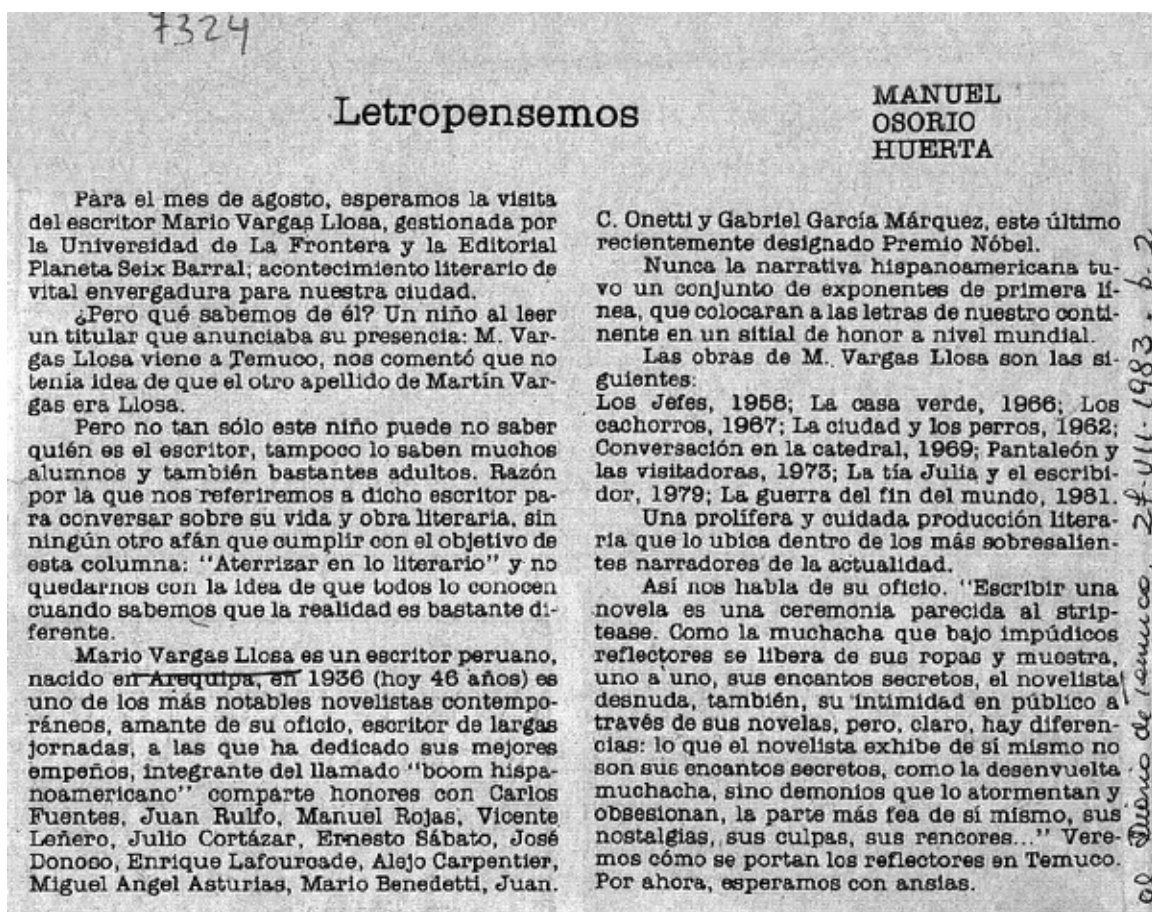 7324
Letropensemos
MANUEL
OSORIO
HUERTA
Para el mes de agosto, esperamos la visita
del escritor Mario Vargas Llosa, gestionada por
la Universidad de La Frontera y la Editorial
Planeta Seix Barral; acontecimiento literario de
vital envergadura para nuestra ciudad.
¿Pero qué sabemos de él? Un niño al leer
un titular que anunciaba su presencia: M. Var-
gas Llosa viene a Temuco, nos comentó que no
tenía idea de que el otro apellido de Martín Var-
gas era Llosa.
Pero no tan sólo este niño puede no saber
quién es el escritor, tampoco lo saben muchos
alumnos y también bastantes adultos. Razón
por la que nos referiremos a dicho escritor pa-
ra conversar sobre su vida y obra literaria, sin
ningún otro afán que cumplir con el objetivo de
esta columna: "Aterrizar en lo literario" y no
quedarnos con la idea de que todos lo conocen
cuando sabemos que la realidad es bastante di-
ferente.
Mario Vargas Llosa es un escritor peruano,
nacido en Arequipa, en 1936 (hoy 46 años) es
uno de los más notables novelistas contempo-
ráneos, amante de su oficio, escritor de largas
jornadas, a las que ha dedicado sus mejores
empeños, integrante del llamado "boom hispa-
noamericano" comparte honores con Carlos
Fuentes, Juan Rulfo, Manuel Rojas, Vicente
Leñero, Julio Cortázar, Ernesto Sábato, José
Donoso, Enrique Lafourcade, Alejo Carpentier,
Miguel Angel Asturias, Mario Benedetti, Juan.
C. Onetti y Gabriel García Márquez, este último
recientemente designado Premio Nóbel.
Nunca la narrativa hispanoamericana tu-
vo un conjunto de exponentes de primera lí-
nea, que colocaran a las letras de nuestro conti-
nente en un sitial de honor a nivel mundial.
Las obras de M. Vargas Llosa son las si-
guientes:
Los Jefes, 1958; La casa verde, 1966; Los
cachorros, 1967; La ciudad y los perros, 1962;
Conversación en la catedral, 1969; Pantaleón y
las visitadoras, 1973; La tía Julia y el escribi-
dor, 1979; La guerra del fin del mundo, 1981.
Una prolífera y cuidada producción litera-
ria que lo ubica dentro de los más sobresalien-
tes narradores de la actualidad.
Así nos habla de su oficio. "Escribir una
novela es una ceremonia parecida al strip-
tease. Como la muchacha que bajo impúdicos
reflectores se libera de sus ropas y muestra,
uno a uno, sus encantos secretos, el novelista
desnuda, también, su intimidad en público a
través de sus novelas, pero, claro, hay diferen-
cias: lo que el novelista exhibe de sí mismo no
son sus encantos secretos, como la desenvuelta
muchacha, sino demonios que lo atormentan y
obsesionan, la parte más fea de sí mismo, sus
nostalgias, sus culpas, sus rencores..." Vere-
mos cómo se portan los reflectores en Temuco.
Por ahora, esperamos con ansias.
el Diario de Temuco, 27-VII-1983. p. 2